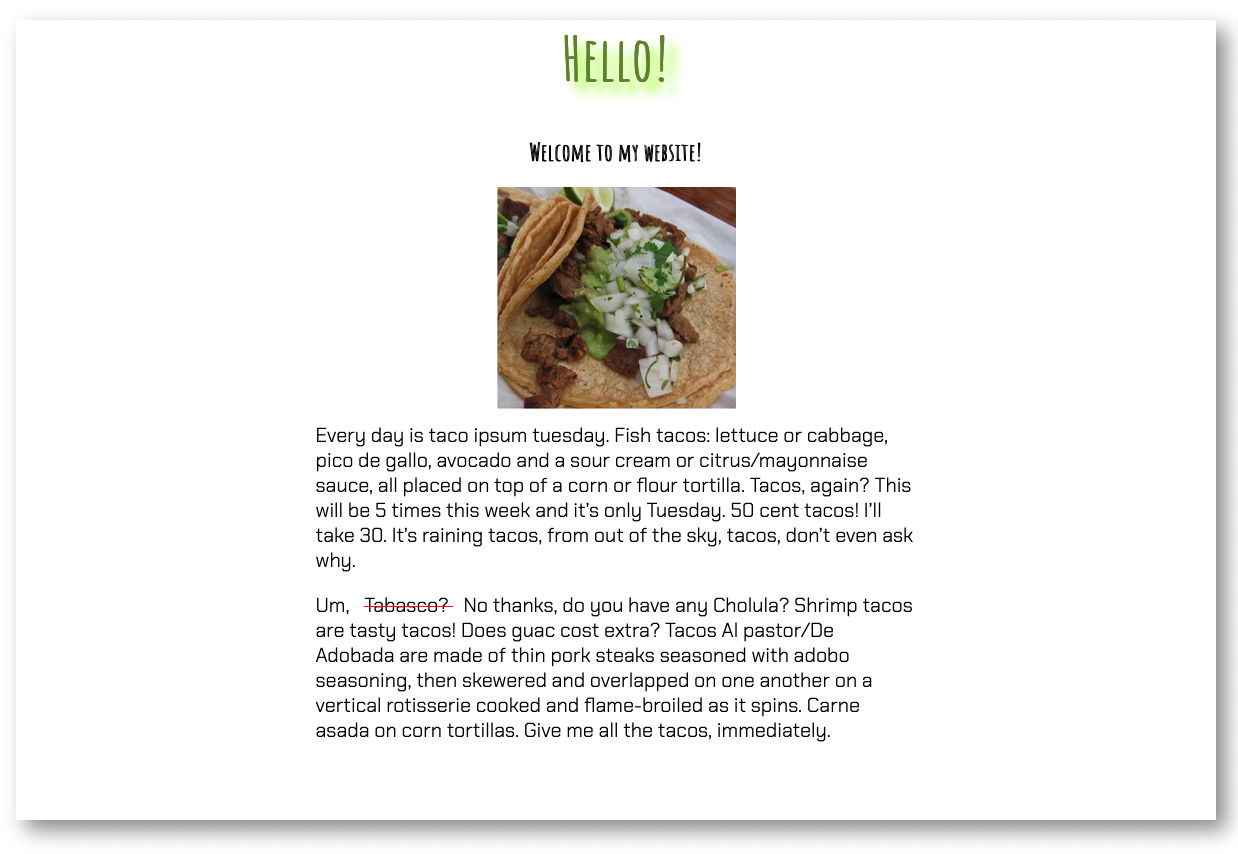 Hello!
Welcome to my website!
Every day is taco ipsum tuesday. Fish tacos: lettuce or cabbage,
pico de gallo, avocado and a sour cream or citrus/mayonnaise
sauce, all placed on top of a corn or flour tortilla. Tacos, again? This
will be 5 times this week and it’s only Tuesday. 50 cent tacos! I’ll
take 30. It’s raining tacos, from out of the sky, tacos, don’t even ask
why.
Um, Tabasco? No thanks, do you have any Cholula? Shrimp tacos
are tasty tacos! Does guac cost extra? Tacos Al pastor/De
Adobada are made of thin pork steaks seasoned with adobo
seasoning, then skewered and overlapped on one another on a
vertical rotisserie cooked and flame-broiled as it spins. Carne
asada on corn tortillas. Give me all the tacos, immediately.